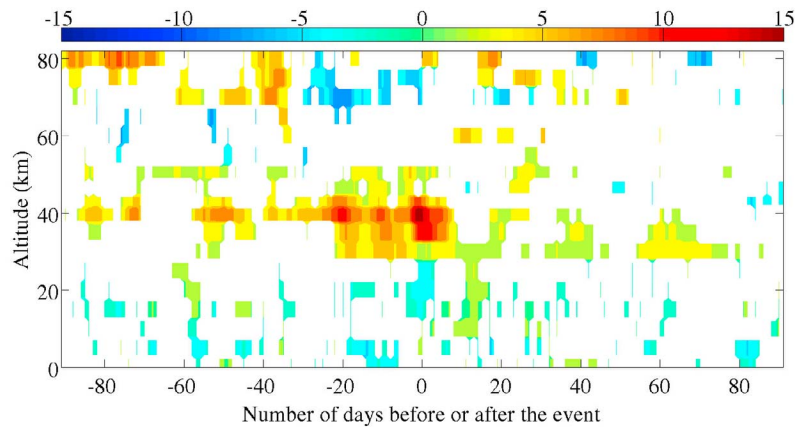 -15 -10 -5 0 5 10 15
80
60
40
20
0
Altitude (km)
-80 -60 -40 -20 0 20 40 60 80
Number of days before or after the event